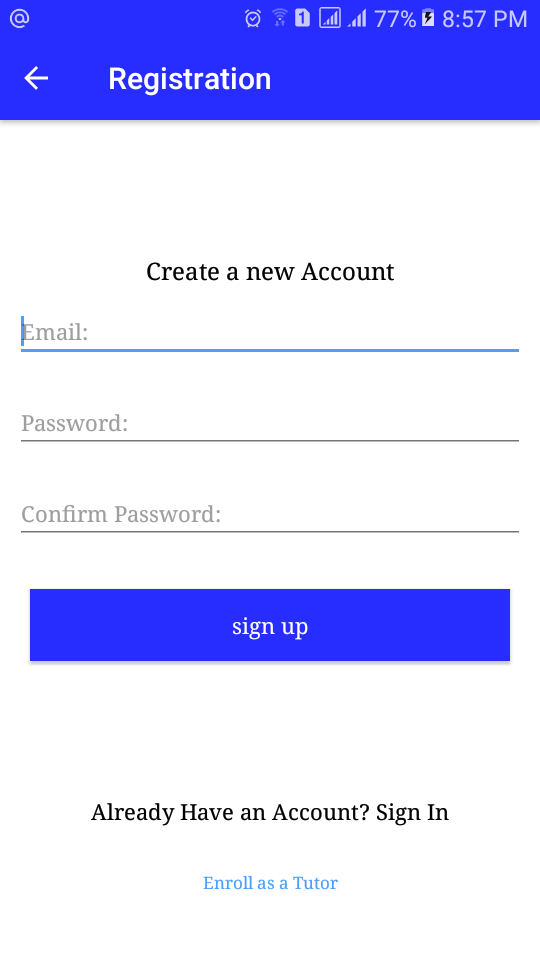 @ 1 77% 8:57 PM
Registration
Create a new Account
Email:
Password:
Confirm Password:
sign up
Already Have an Account? Sign In
Enroll as a Tutor